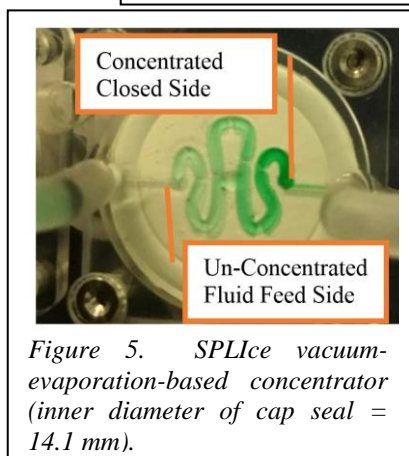 Concentrated
Closed Side
Un-Concentrated
Fluid Feed Side
Figure 5. SPLIce vacuum-
evaporation-based concentrator
(inner diameter of cap seal =
14.1 mm).